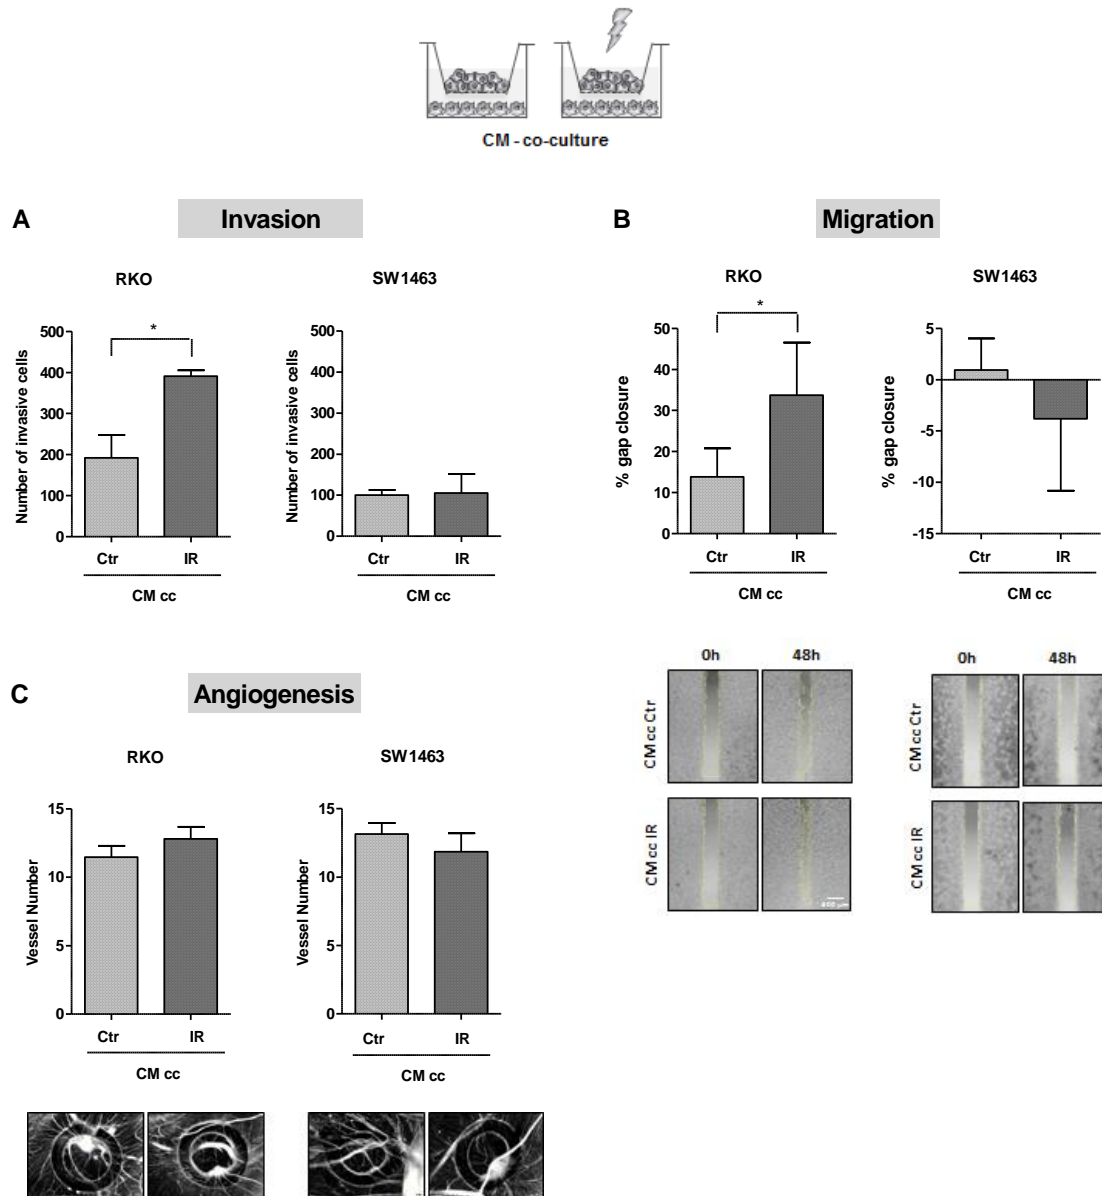 CM - co-culture
A
Invasion
RKO
SW1463
Number of invasive cells
500
400
300
200
100
0
*
Ctr
IR
CM cc
Number of invasive cells
500
400
300
200
100
0
Ctr
IR
CM cc
B
Migration
RKO
SW1463
% gap closure
50
40
30
20
10
0
*
Ctr
IR
CM cc
% gap closure
5
0
-5
-10
-15
Ctr
IR
CM cc
0h
48h
CM cc Ctr
CM cc IR
0h
48h
CM cc Ctr
CM cc IR
C
Angiogenesis
RKO
SW1463
Vessel Number
15
10
5
0
Ctr
IR
CM cc
Vessel Number
15
10
5
0
Ctr
IR
CM cc